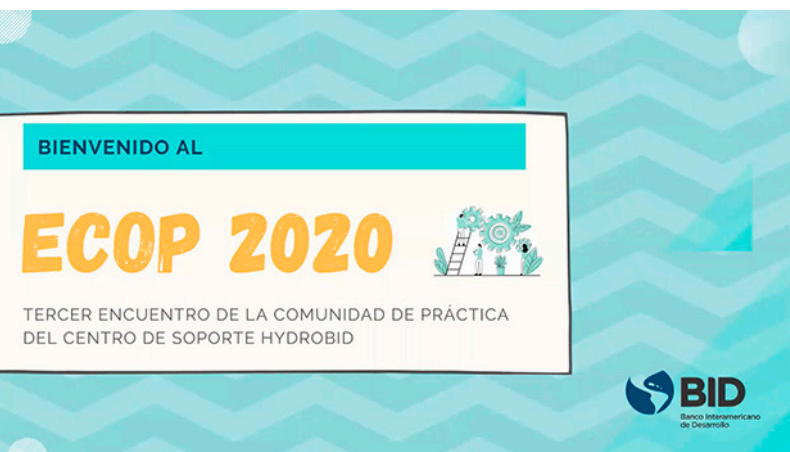 BIENVENIDO AL
ECOP 2020
TERCER ENCUENTRO DE LA COMUNIDAD DE PRÁCTICA
DEL CENTRO DE SOPORTE HYDROBID
BID
Banco Interamericano
de Desarrollo